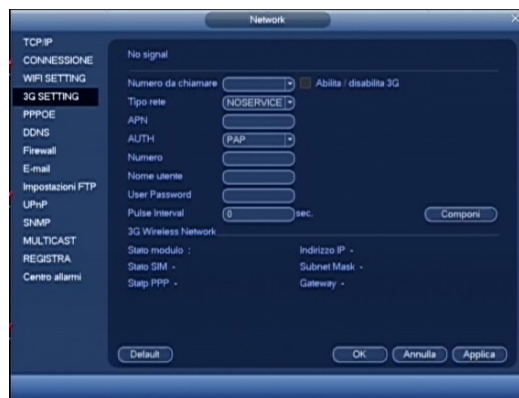 Network
TCP/IP
CONNESSIONE
WIFI SETTING
3G SETTING
PPPOE
DDNS
Firewall
E-mail
Impostazioni FTP
UPnP
SNMP
MULTICAST
REGISTRA
Centro allarmi
No signal
Numero da chiamare Abilita / disabilita 3G
Tipo rete NOSERVICE
APN
AUTH PAP
Numero
Nome utente
User Password
Pulse Interval 0 sec. Componi
3G Wireless Network
Stato modulo : Indirizzo IP -
Stato SIM - Subnet Mask -
Statp PPP - Gateway -
Default OK Annulla Applica